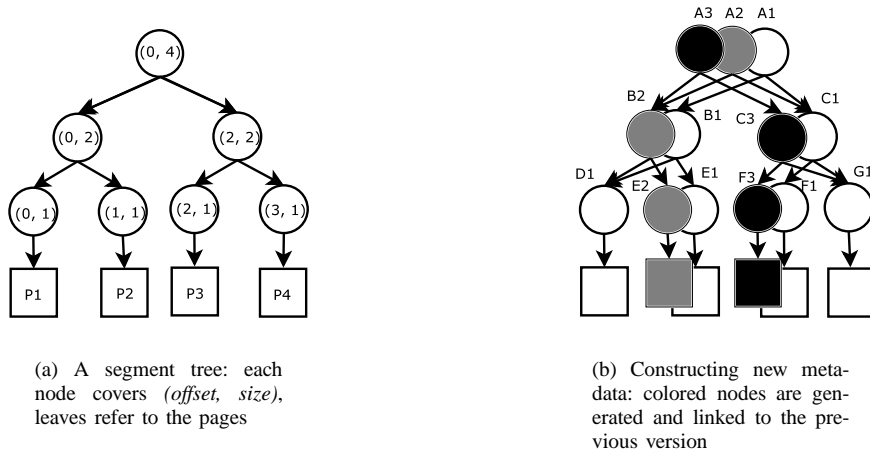 (0, 4)
(0, 2)
(2, 2)
(0, 1)
(1, 1)
(2, 1)
(3, 1)
P1
P2
P3
P4
(a) A segment tree: each
node covers (offset, size),
leaves refer to the pages
A3 A2 A1
B2
B1
C3
C1
D1
E2
E1
F3
F1
G1
(b) Constructing new meta-
data: colored nodes are gen-
erated and linked to the pre-
vious version